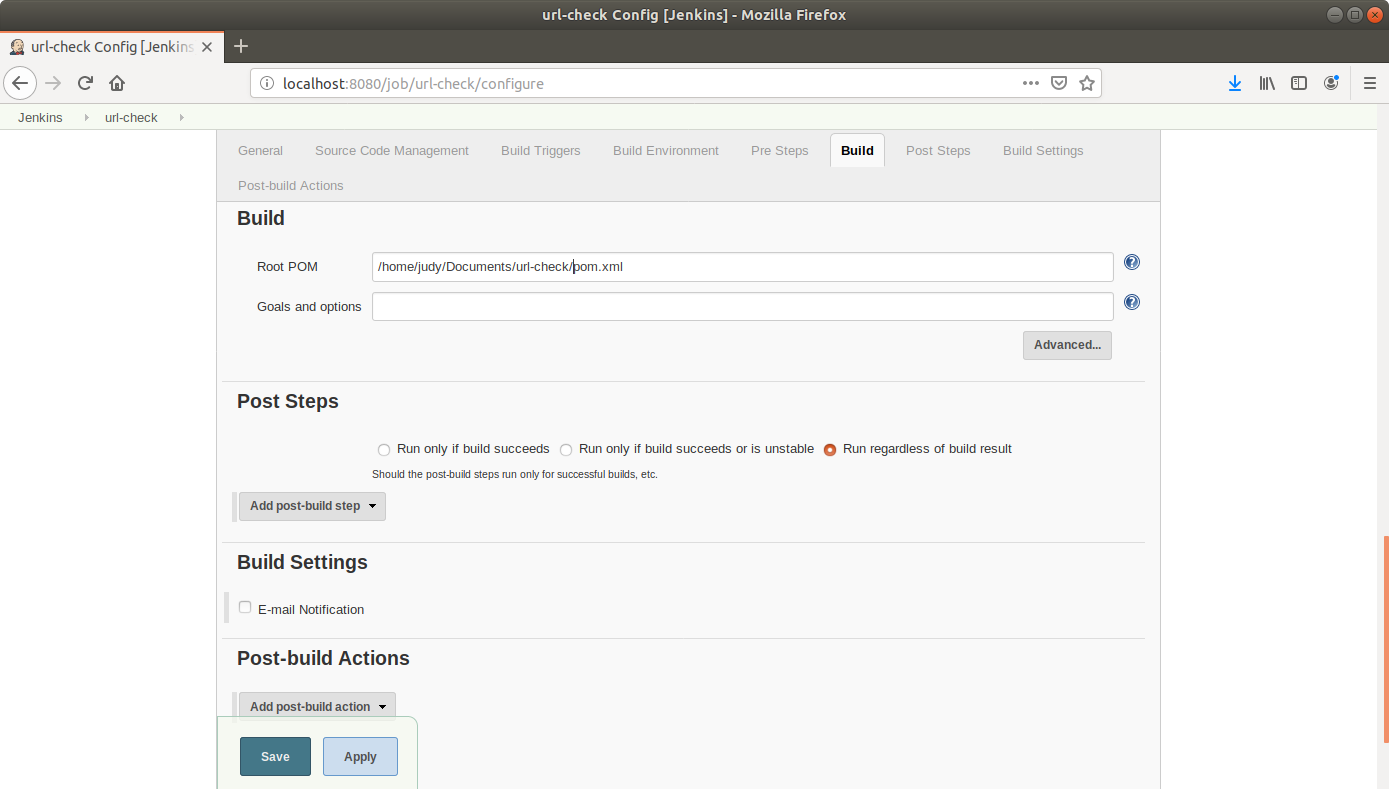 url-check Config [Jenkins] - Mozilla Firefox
url-check Config [Jenkins
localhost:8080/job/url-check/configure
Jenkins url-check
General Source Code Management Build Triggers Build Environment Pre Steps Build Post Steps Build Settings
Post-build Actions
Build
Root POM /home/judy/Documents/url-check/pom.xml
Goals and options
Advanced...
Post Steps
Run only if build succeeds Run only if build succeeds or is unstable Run regardless of build result
Should the post-build steps run only for successful builds, etc.
Add post-build step
Build Settings
E-mail Notification
Post-build Actions
Add post-build action
Save Apply